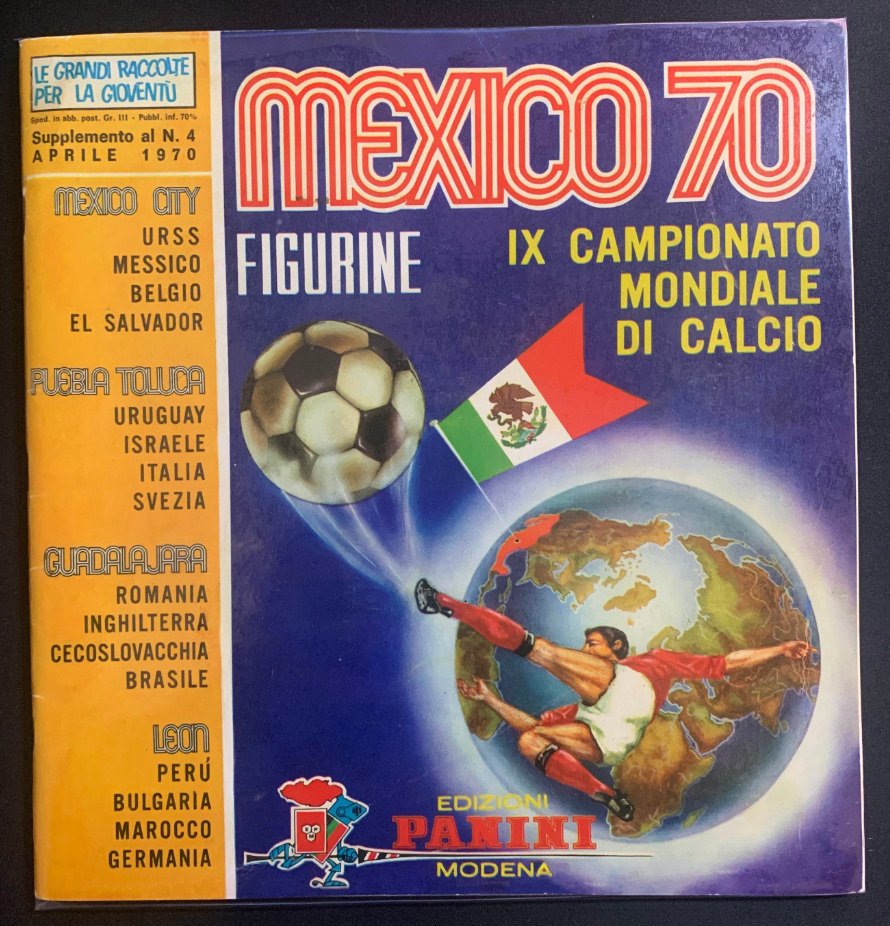 LE GRANDI RACCOLTE
PER LA GIOVENTÙ
Sped. in abb. post. Gr. III - Pubbl. inf. 70%
Supplemento al N. 4
APRILE 1970
MEXICO CITY
URSS
MESSICO
BELGIO
EL SALVADOR
PUEBLA TOLUCA
URUGUAY
ISRAELE
ITALIA
SVEZIA
GUADALAJARA
ROMANIA
INGHILTERRA
CECOSLOVACCHIA
BRASILE
LEON
PERÚ
BULGARIA
MAROCCO
GERMANIA
MEXICO 70
FIGURINE
IX CAMPIONATO
MONDIALE
DI CALCIO
EDIZIONI
PANINI
MODENA